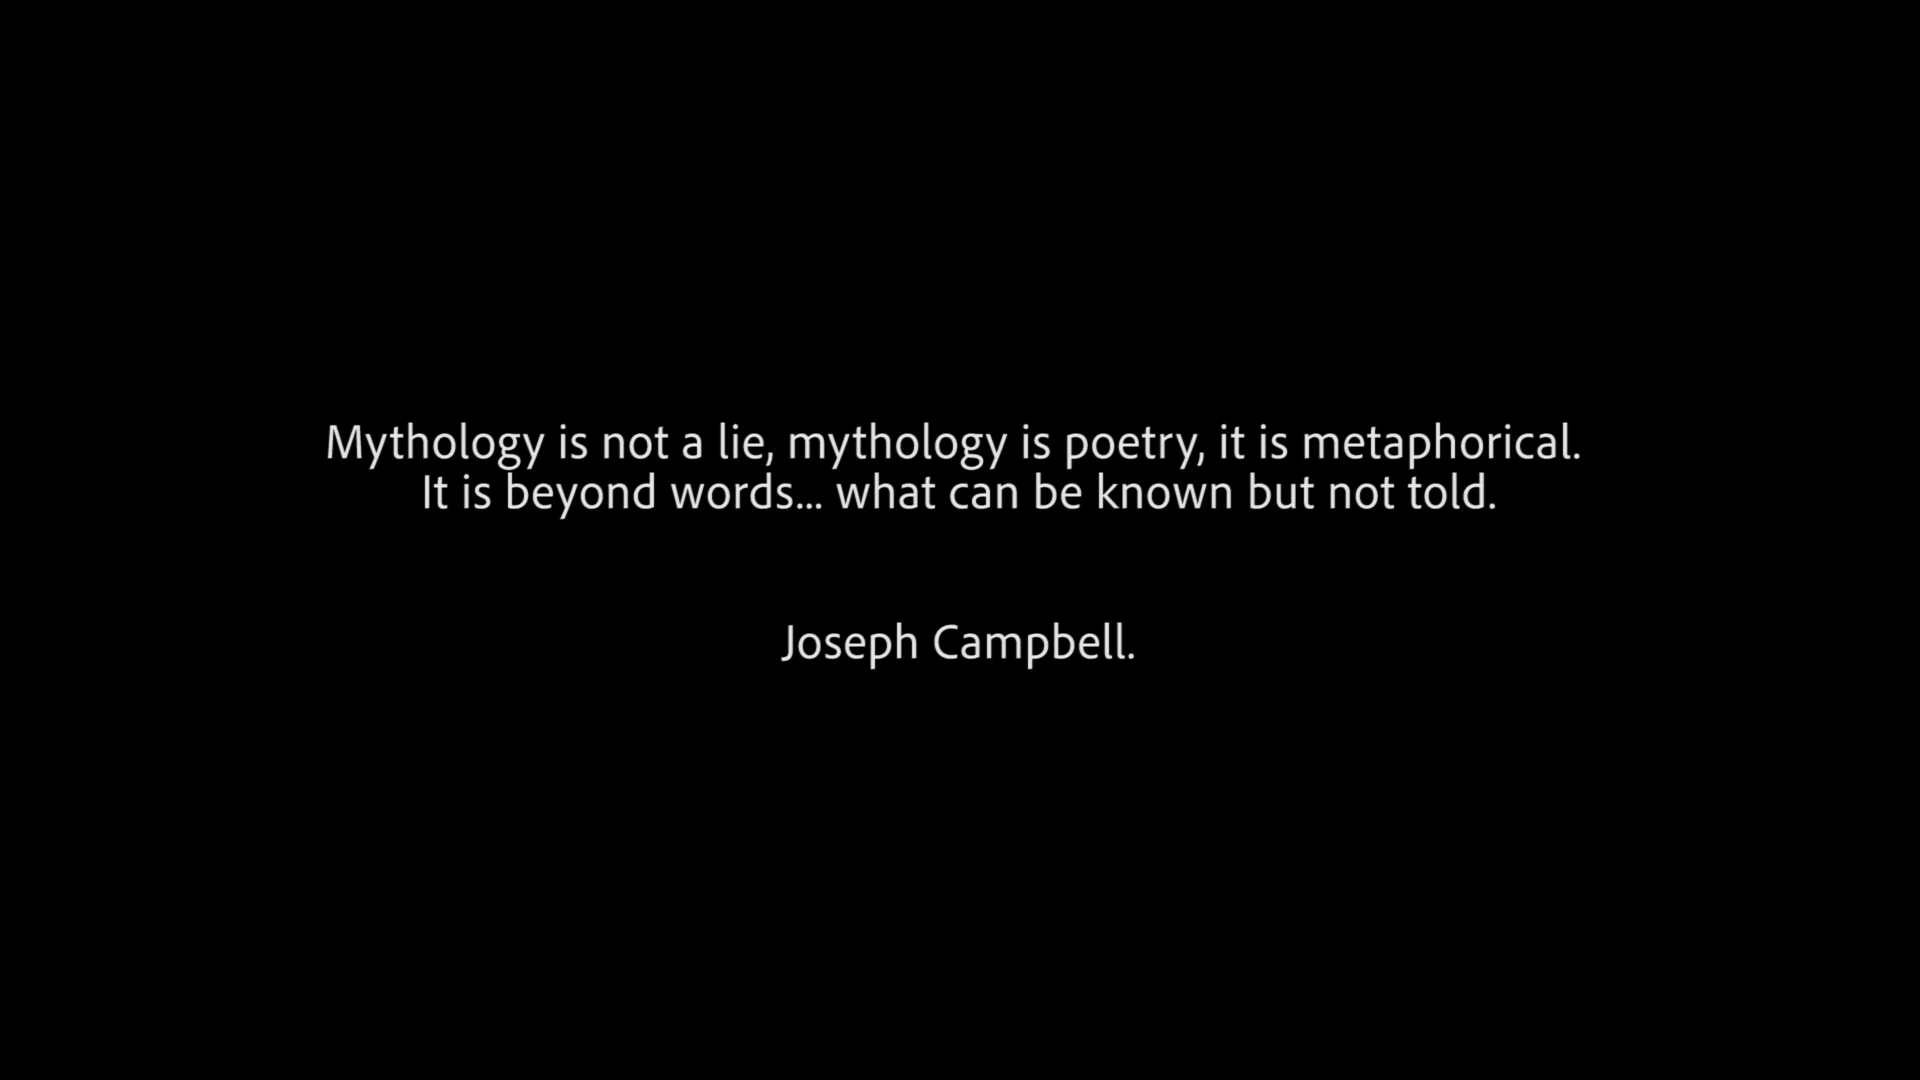 Mythology is not a lie, mythology is poetry, it is metaphorical.
It is beyond words... what can be known but not told.
Joseph Campbell.